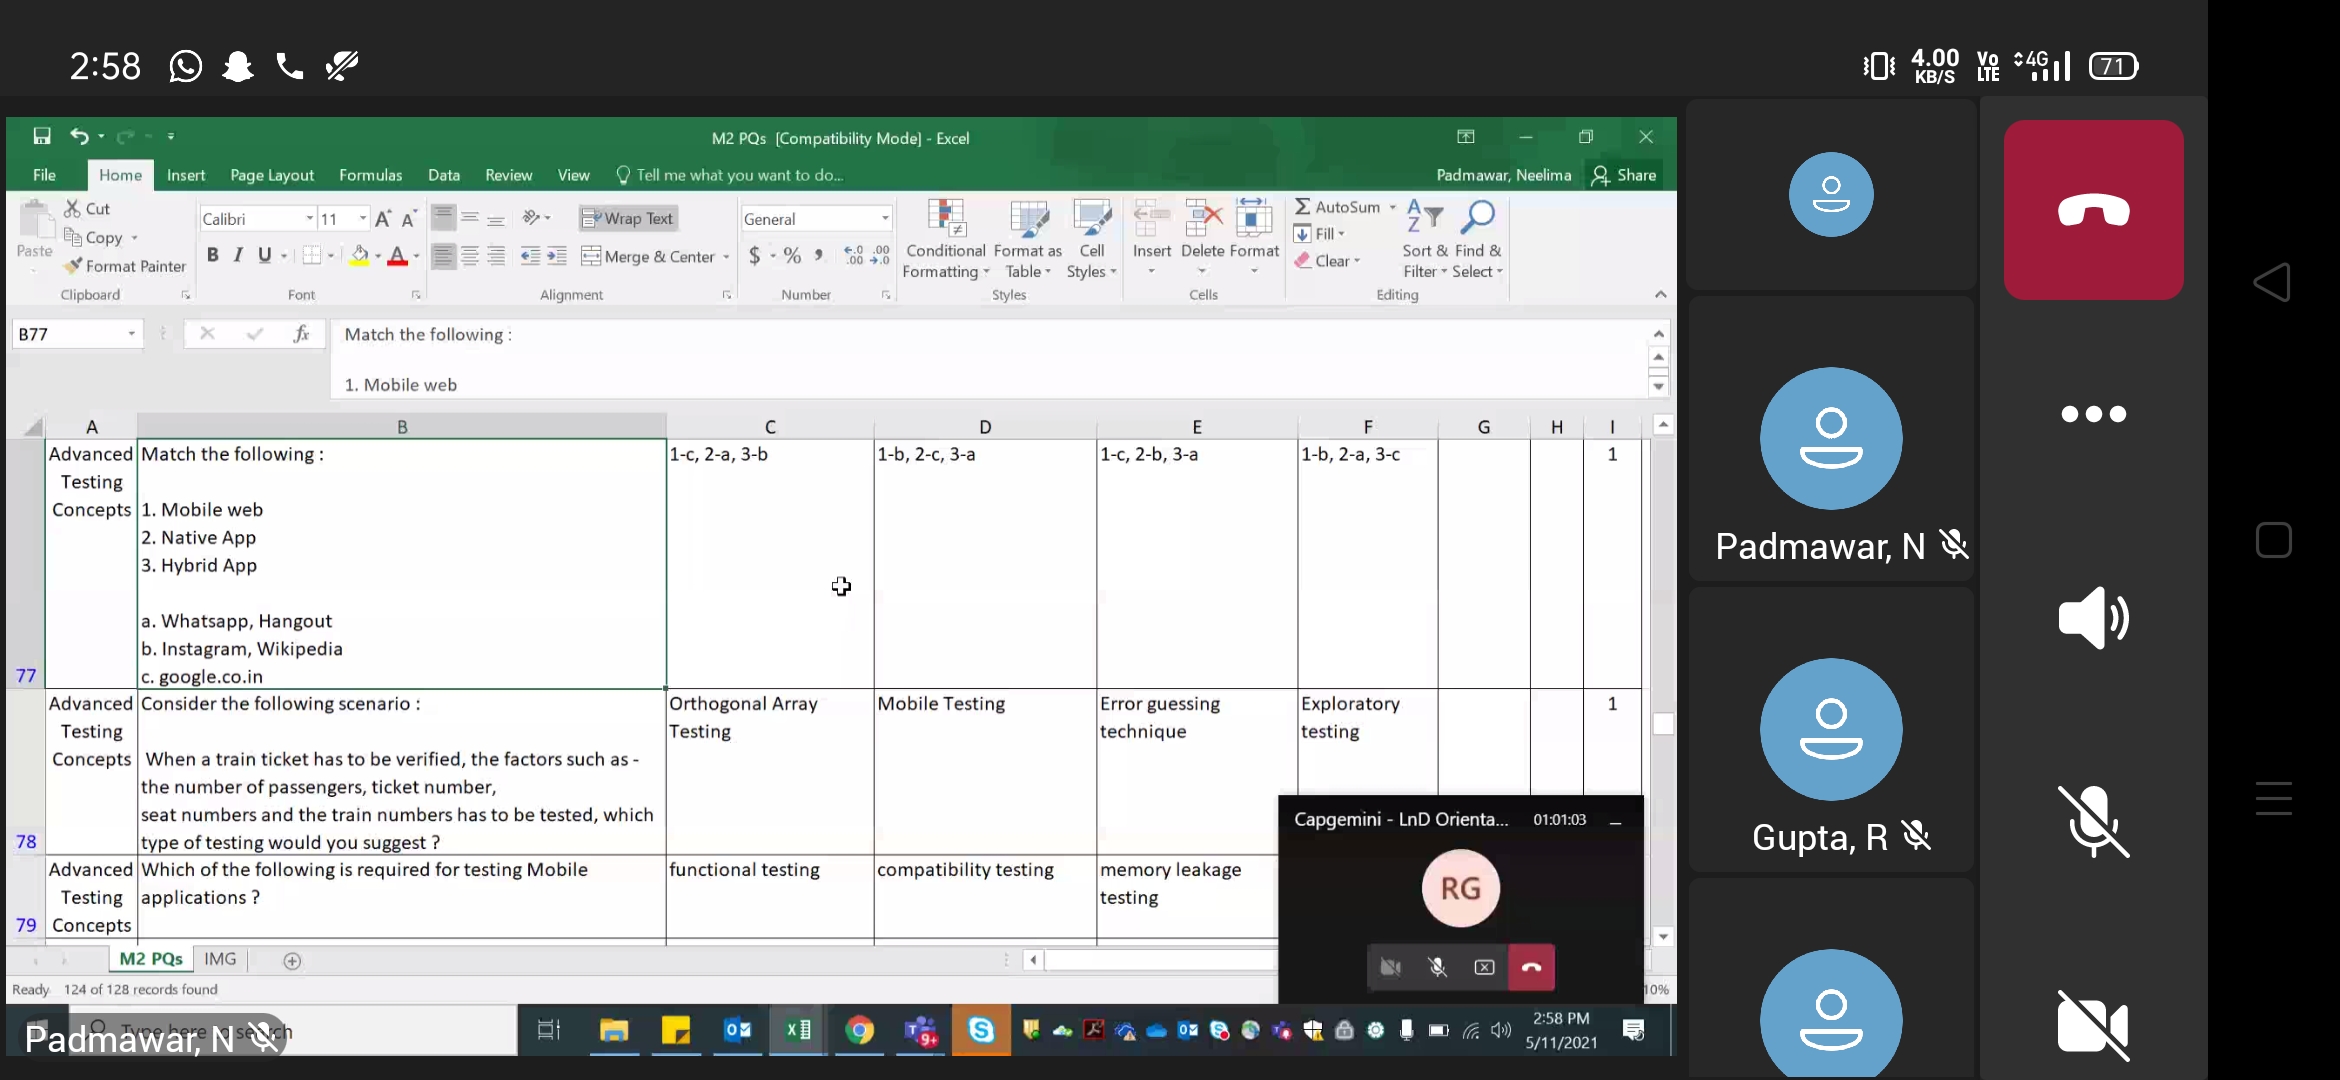 2:58
4.00 KB/S Vo LTE 4G 71
M2 PQs [Compatibility Mode] - Excel
File Home Insert Page Layout Formulas Data Review View Tell me what you want to do... Padmawar, Neelima Share
Paste Cut Copy Format Painter
Calibri 11 A A
B I U A
Wrap Text
Merge & Center
General
$ % ,
Conditional Formatting Format as Table Cell Styles
Insert Delete Format
AutoSum Fill Clear
Sort & Filter Find & Select
Clipboard Font Alignment Number Styles Cells Editing
B77 fx Match the following :
1. Mobile web
A B C D E F G H I
77
Advanced Testing Concepts
Match the following :
1. Mobile web
2. Native App
3. Hybrid App
a. Whatsapp, Hangout
b. Instagram, Wikipedia
c. google.co.in
1-c, 2-a, 3-b
1-b, 2-c, 3-a
1-c, 2-b, 3-a
1-b, 2-a, 3-c
1
78
Advanced Testing Concepts
Consider the following scenario :
When a train ticket has to be verified, the factors such as -
the number of passengers, ticket number,
seat numbers and the train numbers has to be tested, which
type of testing would you suggest ?
Orthogonal Array Testing
Mobile Testing
Error guessing technique
Exploratory testing
1
79
Advanced Testing Concepts
Which of the following is required for testing Mobile
applications ?
functional testing
compatibility testing
memory leakage testing
Capgemini - LnD Orienta... 01:01:03
RG
M2 PQs IMG
Ready 124 of 128 records found
10%
Type here to search
Padmawar, N
9+
2:58 PM
5/11/2021
Padmawar, N
Gupta, R